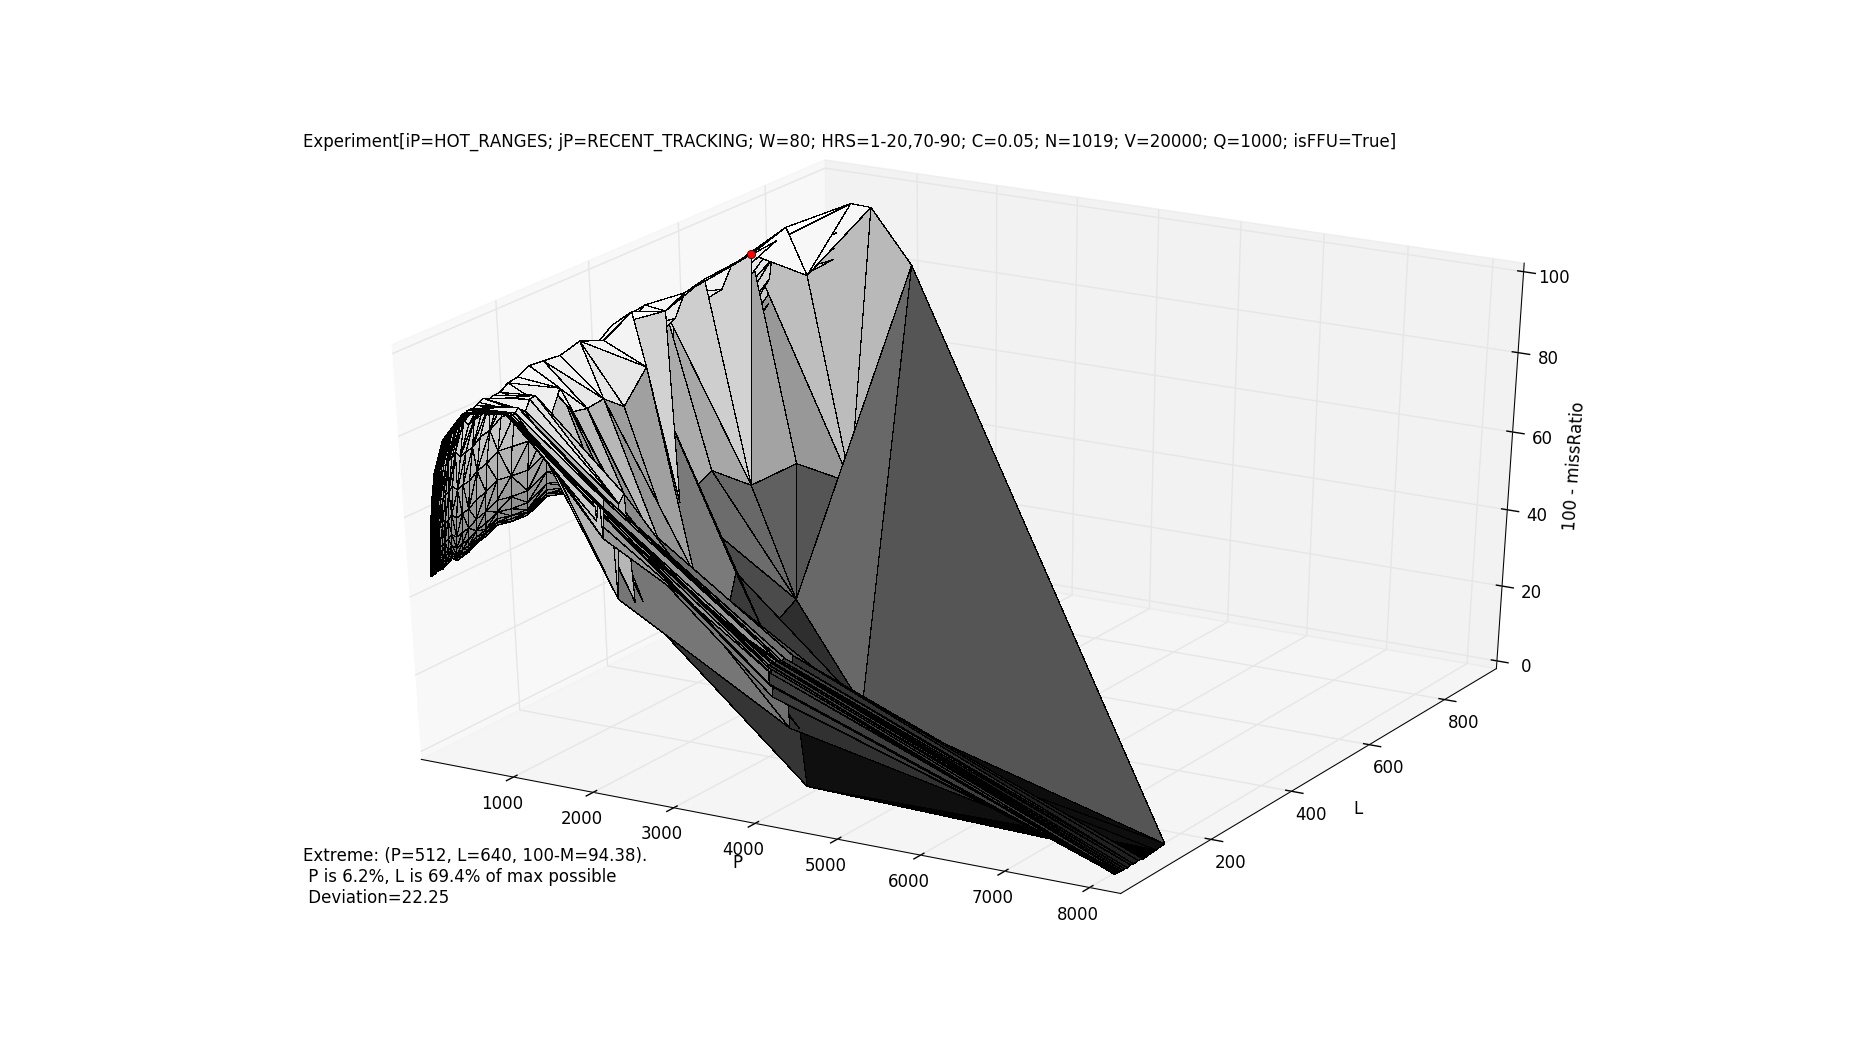 Experiment[iP=HOT_RANGES; jP=RECENT_TRACKING; W=80; HRS=1-20,70-90; C=0.05; N=1019; V=20000; Q=1000; isFFU=True]
100
80
60
40
20
0
100 - missRatio
800
600
400
200
L
1000
2000
3000
4000
5000
6000
7000
8000
P
Extreme: (P=512, L=640, 100-M=94.38).
P is 6.2%, L is 69.4% of max possible
Deviation=22.25